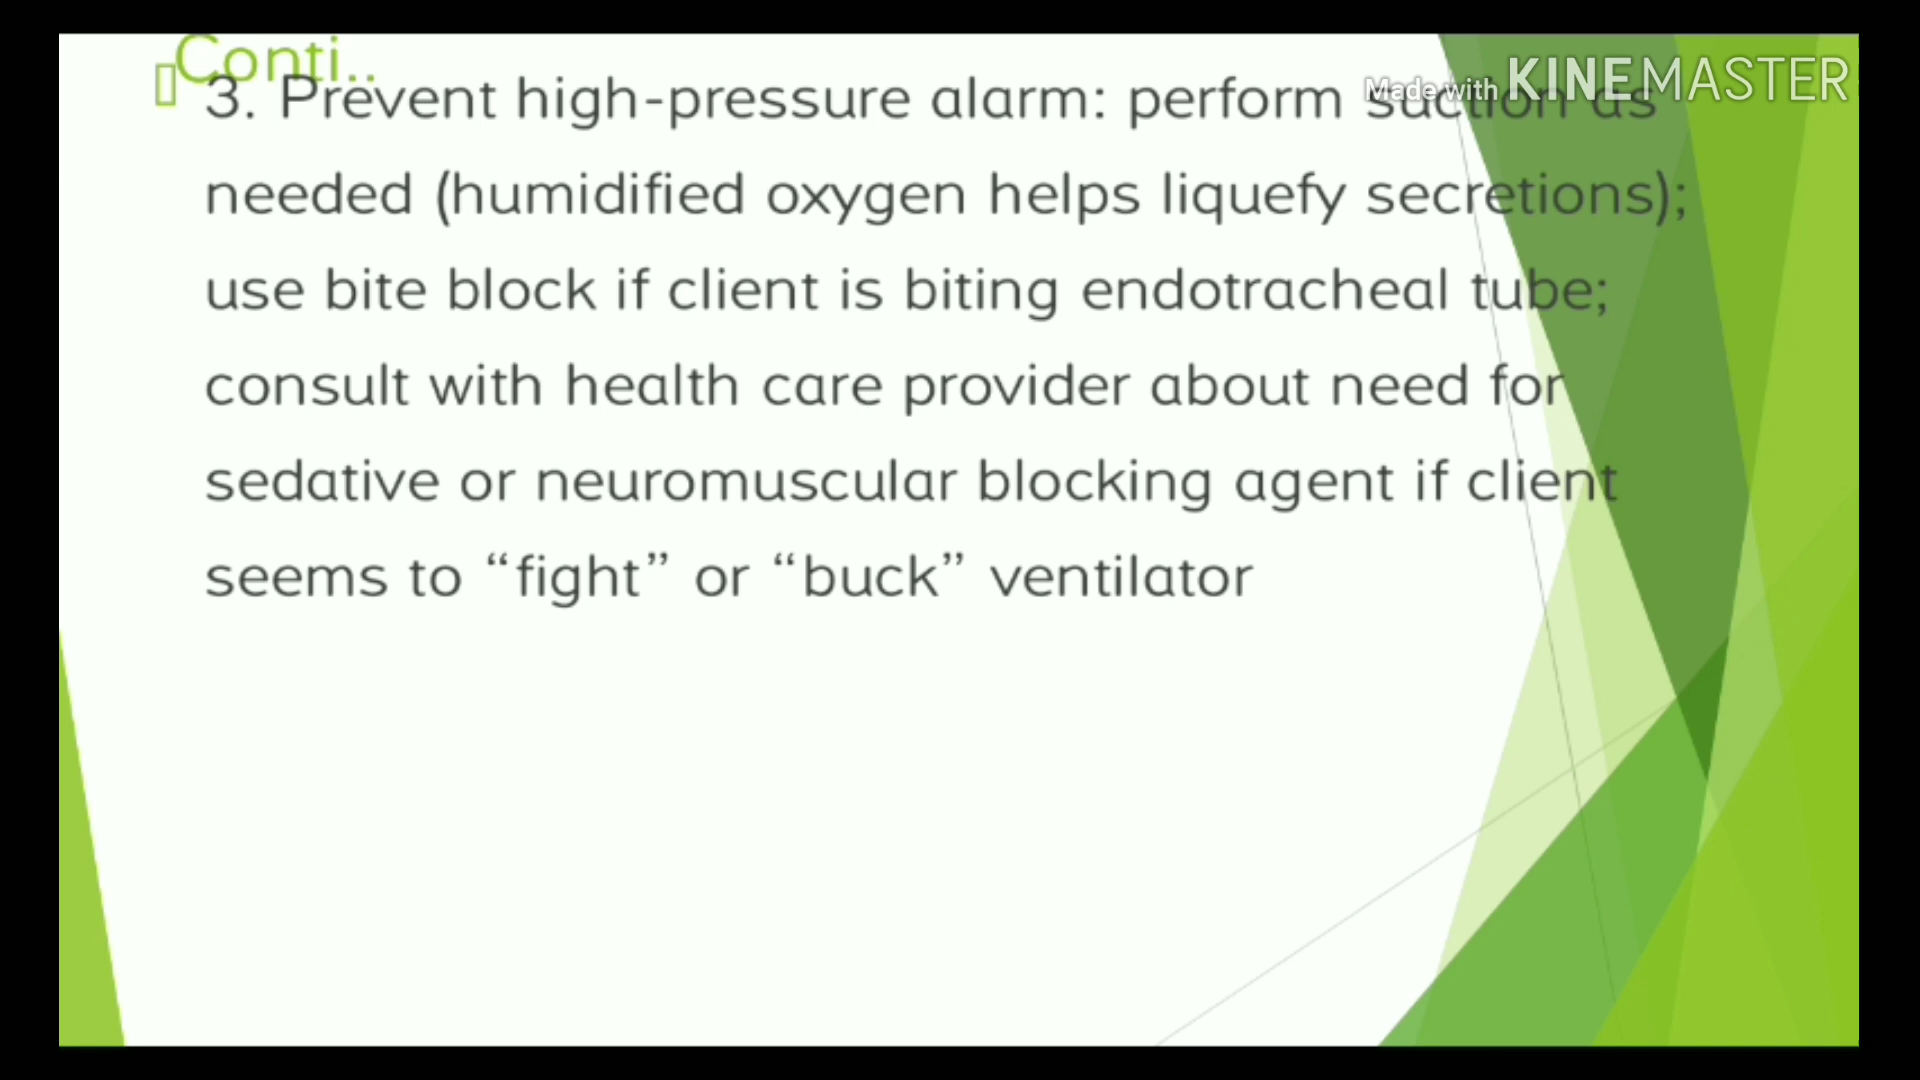 Conti..
3. Prevent high-pressure alarm: perform suction as
needed (humidified oxygen helps liquefy secretions);
use bite block if client is biting endotracheal tube;
consult with health care provider about need for
sedative or neuromuscular blocking agent if client
seems to “fight” or “buck” ventilator
Made with KINEMASTER